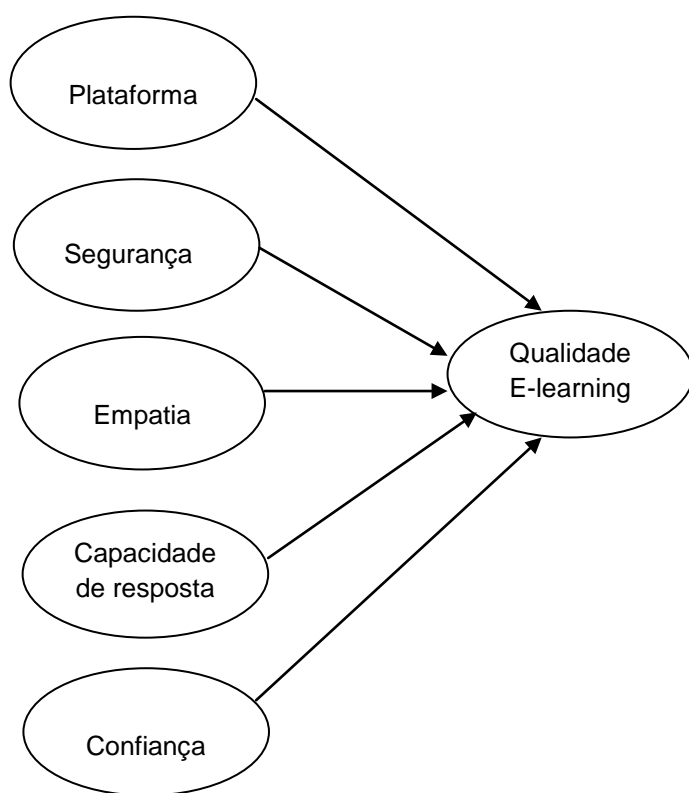 Plataforma
Segurança
Empatia
Capacidade
de resposta
Confiança
Qualidade
E-learning